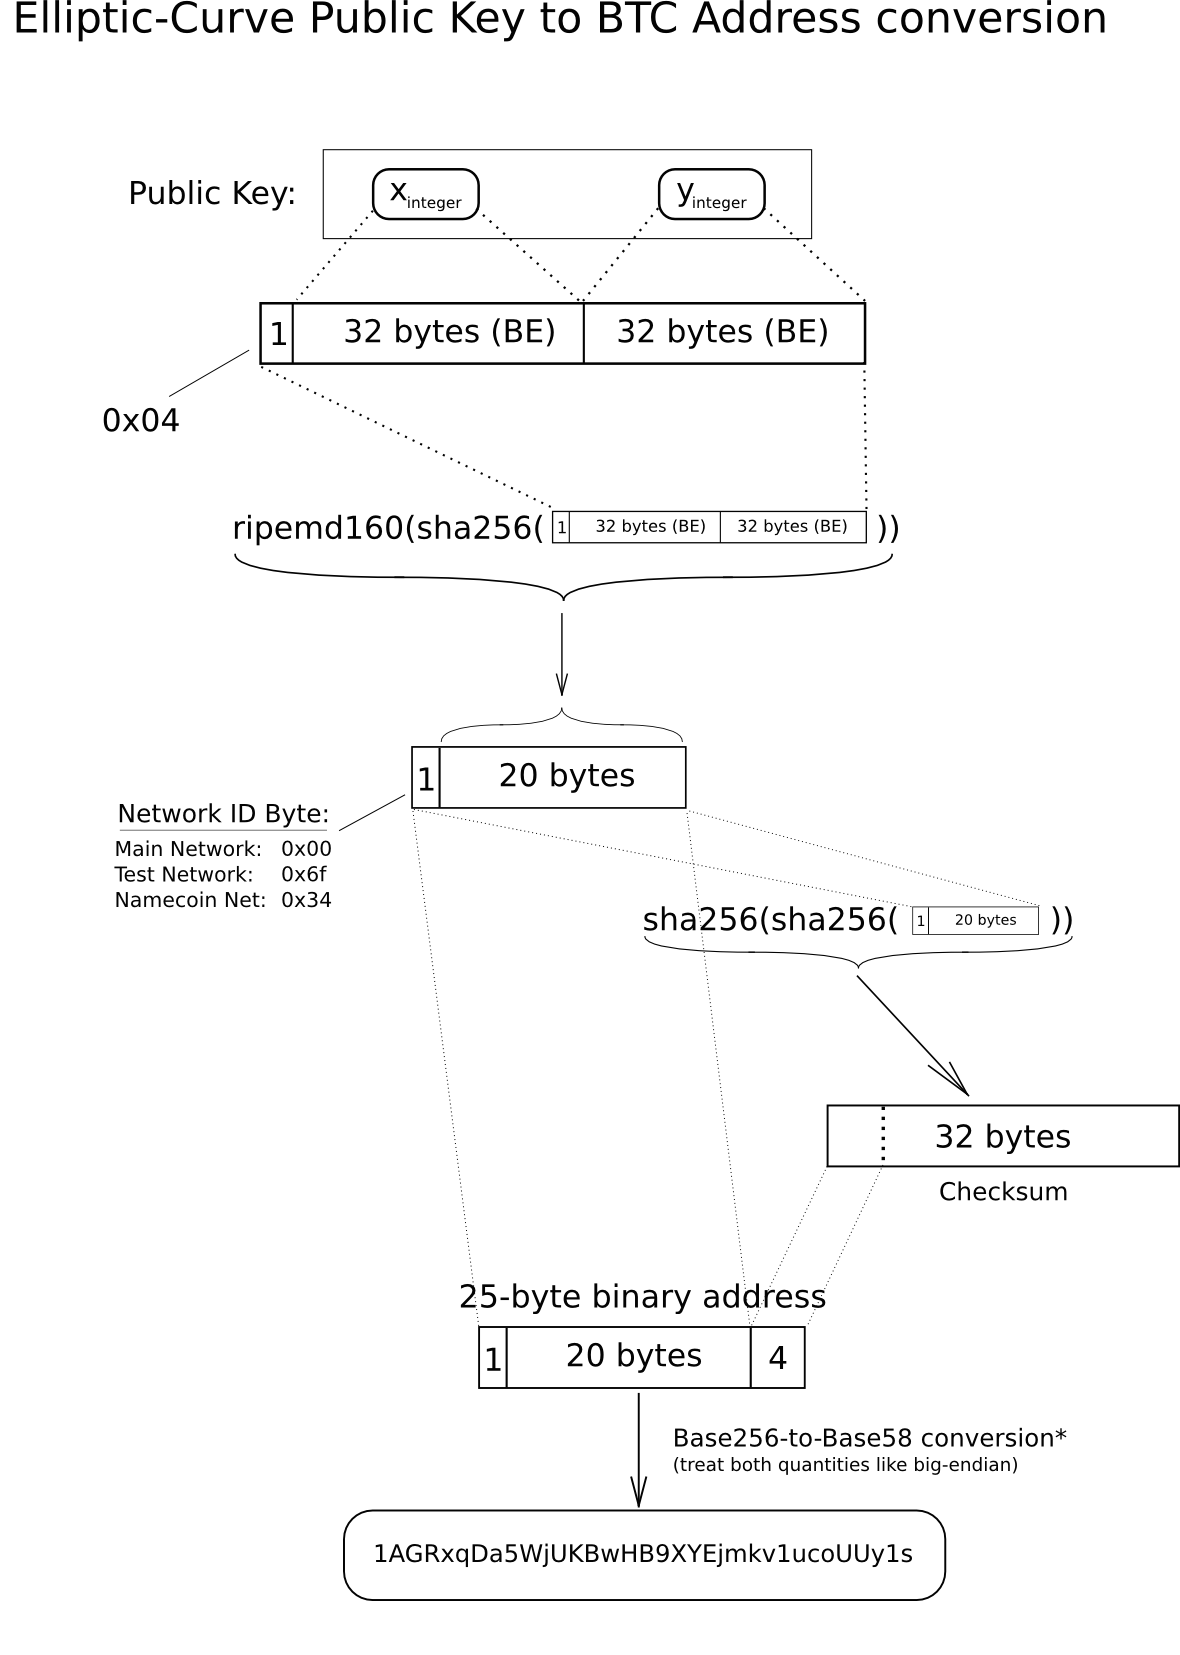 Elliptic-Curve Public Key to BTC Address conversion
Public Key:
xinteger
yinteger
1
32 bytes (BE)
32 bytes (BE)
0x04
ripemd160(sha256(
1
32 bytes (BE)
32 bytes (BE)
))
1
20 bytes
Network ID Byte:
Main Network: 0x00
Test Network: 0x6f
Namecoin Net: 0x34
sha256(sha256(
1
20 bytes
))
32 bytes
Checksum
25-byte binary address
1
20 bytes
4
Base256-to-Base58 conversion*
(treat both quantities like big-endian)
1AGRxqDa5WjUKBwHB9XYEjmkv1ucoUUy1s